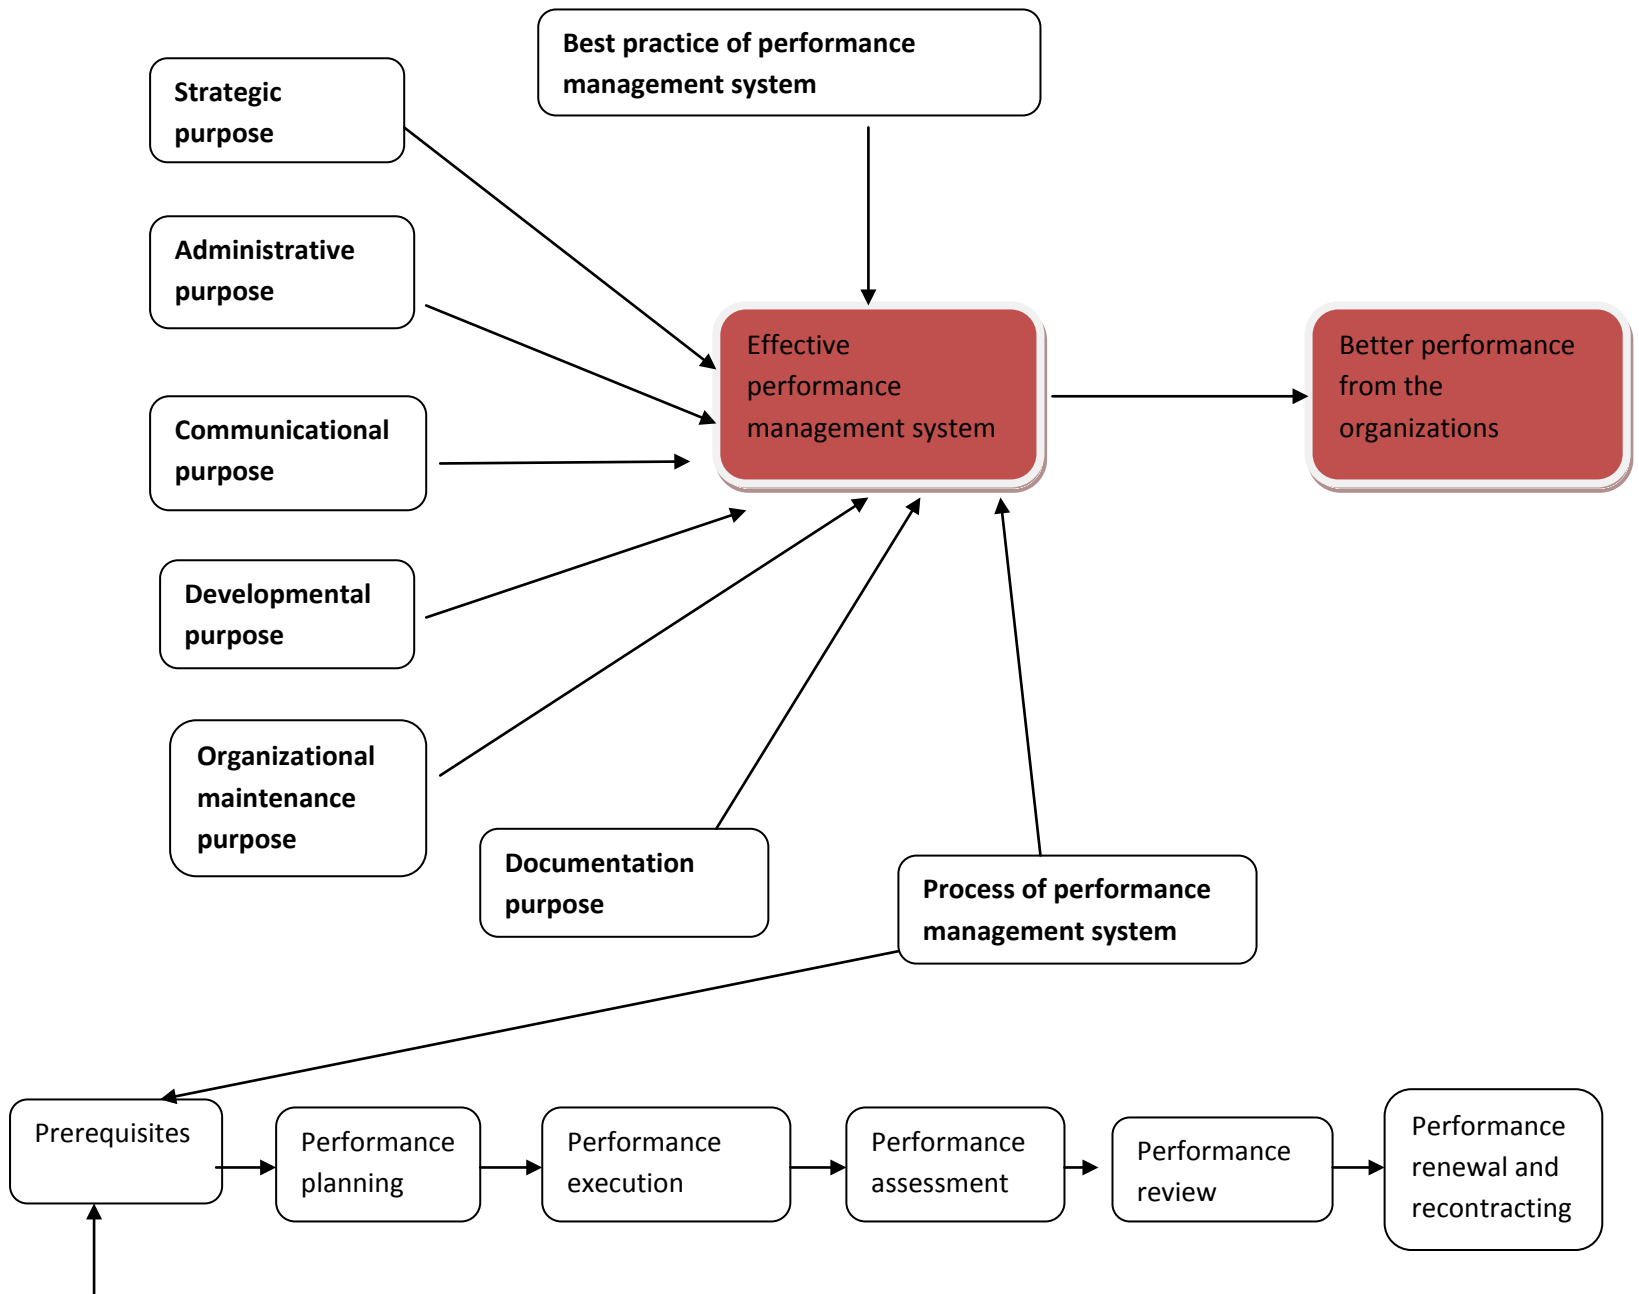 Best practice of performance
management system
Strategic
purpose
Administrative
purpose
Effective
performance
management system
Better performance
from the
organizations
Communicational
purpose
Developmental
purpose
Organizational
maintenance
purpose
Documentation
purpose
Process of performance
management system
Prerequisites
Performance
planning
Performance
execution
Performance
assessment
Performance
review
Performance
renewal and
recontracting